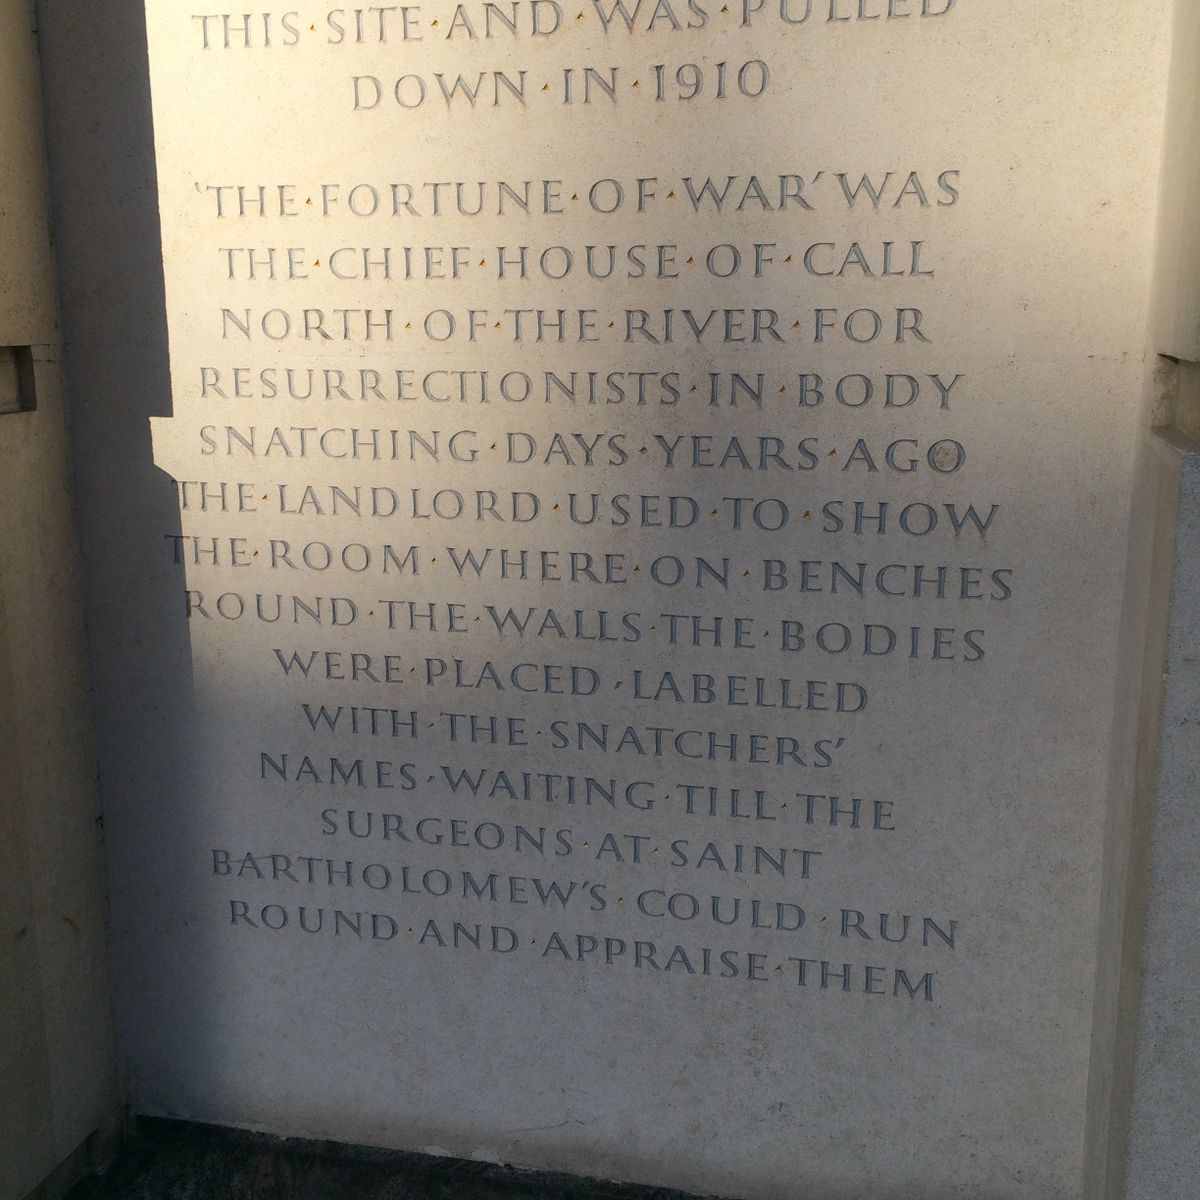 THIS·SITE·AND·WAS·PULLED
DOWN·IN·1910
'THE·FORTUNE·OF·WAR' WAS
THE·CHIEF·HOUSE·OF·CALL
NORTH·OF·THE·RIVER·FOR
RESURRECTIONISTS·IN·BODY
SNATCHING·DAYS·YEARS·AGO
THE·LANDLORD·USED·TO·SHOW
THE·ROOM·WHERE·ON·BENCHES
ROUND·THE·WALLS·THE·BODIES
WERE·PLACED·LABELLED
WITH·THE·SNATCHERS'
NAMES·WAITING·TILL·THE
SURGEONS·AT·SAINT
BARTHOLOMEW'S·COULD·RUN
ROUND·AND·APPRAISE·THEM